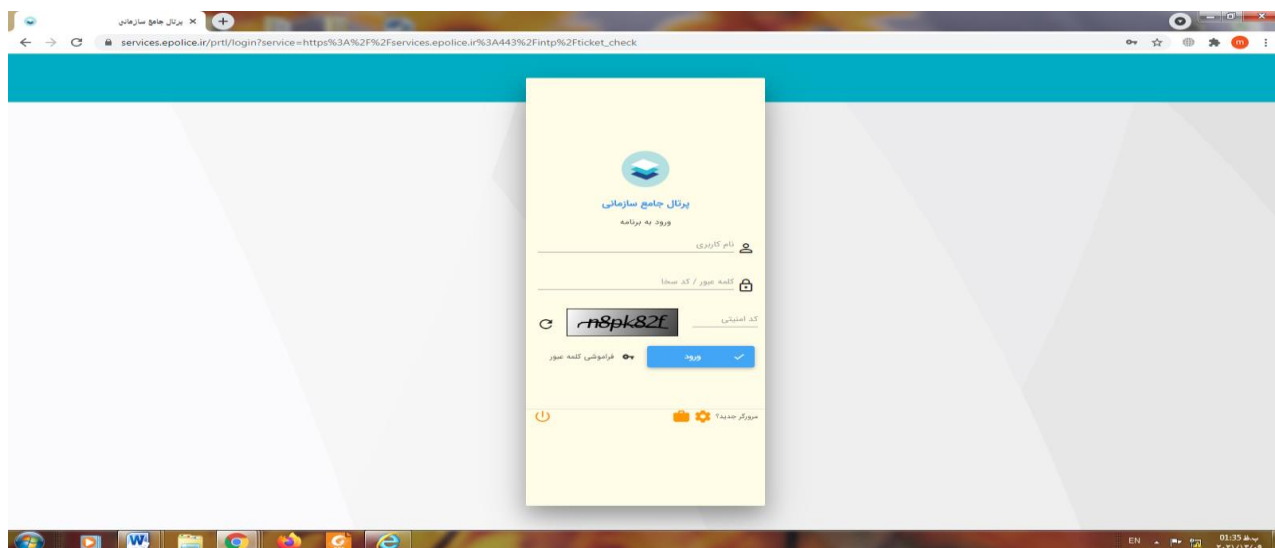 پرتال جامع سازمانی
services.epolice.ir/prtl/login?service=https%3A%2F%2Fservices.epolice.ir%3A443%2Fintp%2Fticket_check
پرتال جامع سازمانی
ورود به برنامه
نام کاربری
کلمه عبور / کد سخا
کد امنیتی
n8pk82f
ورود
فراموشی کلمه عبور
مرورگر جدید؟
EN
01:35 ب.ظ